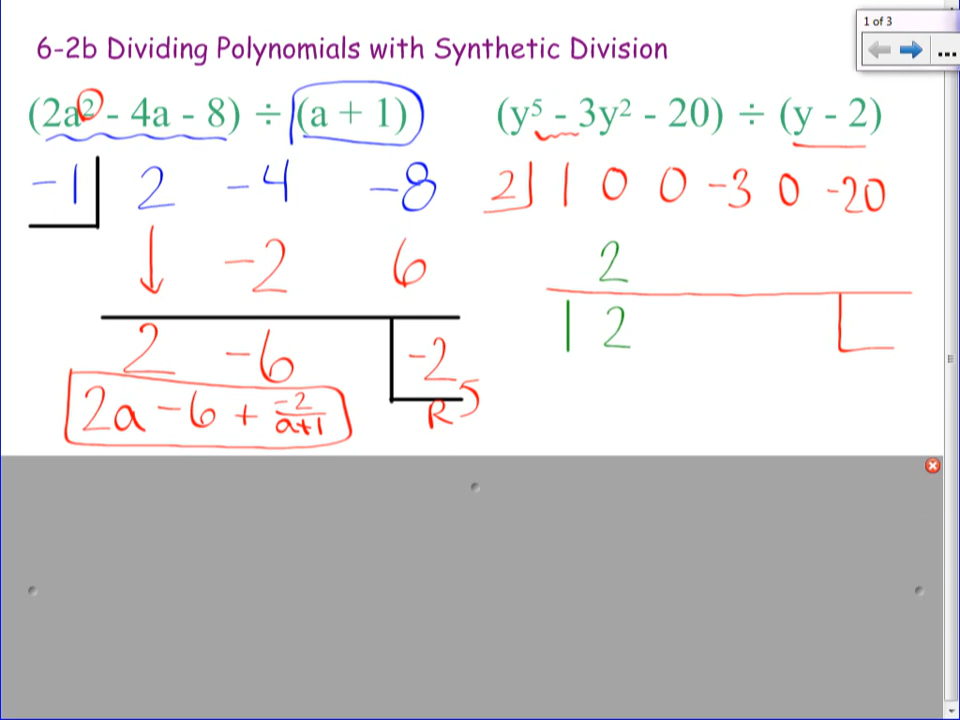 1 of 3
6-2b Dividing Polynomials with Synthetic Division
(2a² - 4a - 8) ÷ (a + 1)
-1 2 -4 -8
-2 6
2 -6 -2
R 5
2a - 6 + -2/a+1
(y⁵ - 3y² - 20) ÷ (y - 2)
2 1 0 0 -3 0 -20
2
1 2